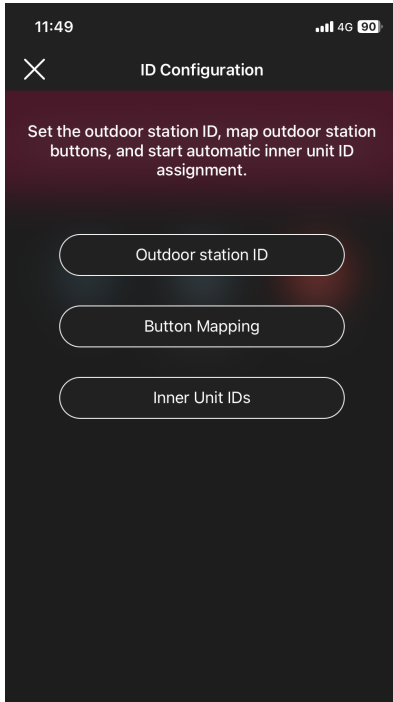 11:49
4G 90
ID Configuration
Set the outdoor station ID, map outdoor station
buttons, and start automatic inner unit ID
assignment.
Outdoor station ID
Button Mapping
Inner Unit IDs